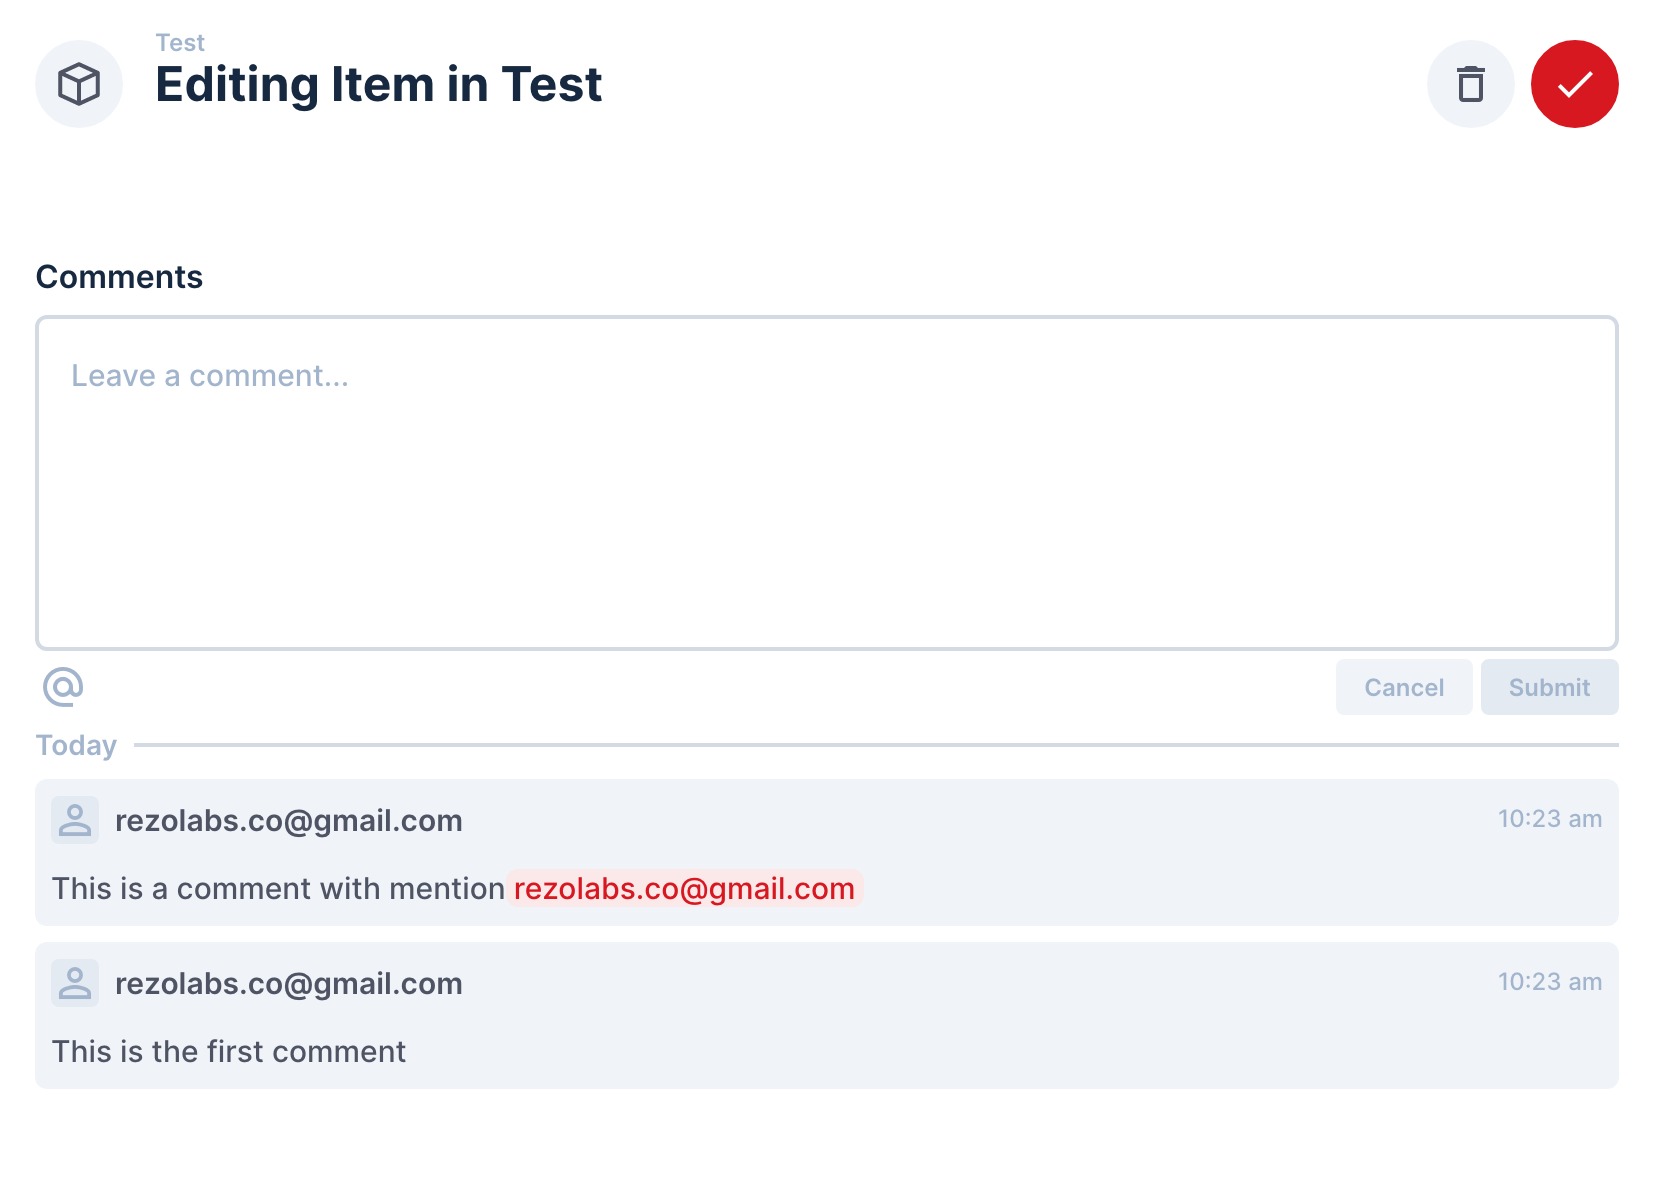 Test
Editing Item in Test
Comments
Leave a comment...
Cancel Submit
Today
rezolabs.co@gmail.com 10:23 am
This is a comment with mention rezolabs.co@gmail.com
rezolabs.co@gmail.com 10:23 am
This is the first comment